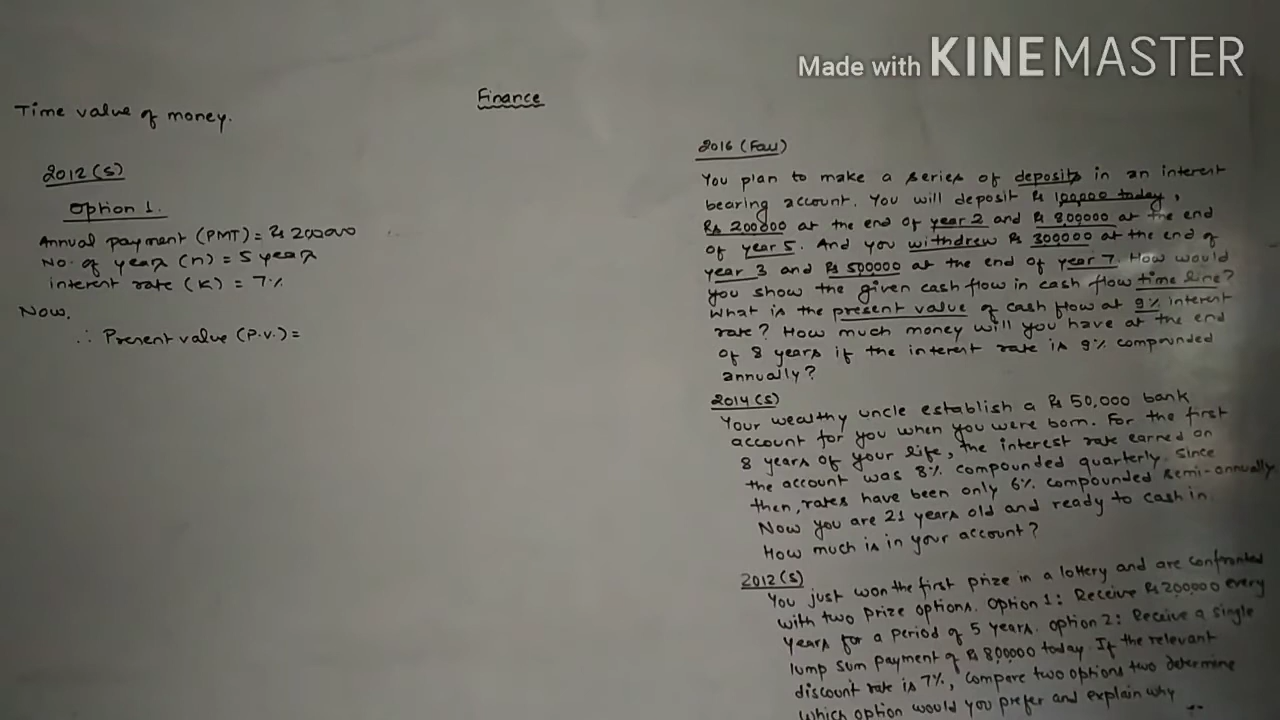 Made with KINEMASTER
Finance
Time value of money.
2012 (S)
Option 1.
Annual payment (PMT) = Rs 200000
No. of years (n) = 5 years
interest rate (K) = 7%
Now,
∴ Present value (P.v.) =
2016 (Fall)
You plan to make a series of deposits in an interest
bearing account. You will deposit Rs 100,000 today,
Rs 200000 at the end of year 2 and Rs 800000 at the end
of year 5. And you withdrew Rs 300000 at the end of
year 3 and Rs 500000 at the end of year 7. How would
you show the given cash flow in cash flow time line?
What is the present value of cash flow at 9% interest
rate? How much money will you have at the end
of 8 years if the interest rate is 9% compounded
annually?
2014 (S)
Your wealthy uncle establish a Rs 50,000 bank
account for you when you were born. For the first
8 years of your life, the interest rate earned on
the account was 8% compounded quarterly. Since
then, rates have been only 6% compounded semi-annually
Now you are 21 years old and ready to cash in.
How much is in your account?
2012 (S)
You just won the first prize in a lottery and are confronted
with two prize options. Option 1: Receive Rs 200000 every
years for a period of 5 years. Option 2: Receive a single
lump sum payment of Rs 800000 today. If the relevant
discount rate is 7%, compare two options two determine
which option would you prefer and explain why